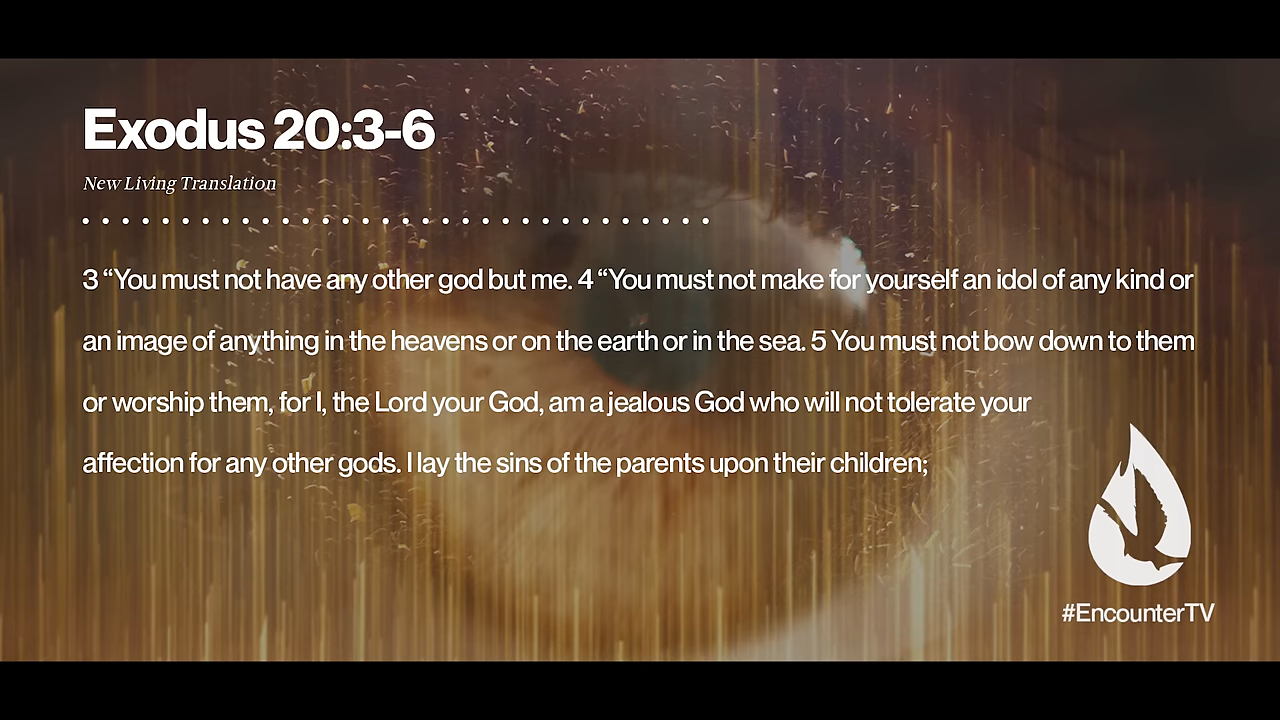 Exodus 20:3-6
New Living Translation
3 “You must not have any other god but me. 4 “You must not make for yourself an idol of any kind or
an image of anything in the heavens or on the earth or in the sea. 5 You must not bow down to them
or worship them, for I, the Lord your God, am a jealous God who will not tolerate your
affection for any other gods. I lay the sins of the parents upon their children;
#EncounterTV